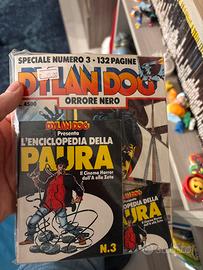 SPECIALE NUMERO 3 - 132 PAGINE
DYLAN DOG
L. 4500
ORRORE NERO
DYLAN DOG
Presenta
L'ENCICLOPEDIA DELLA
PAURA
Il Cinema Horror
dall'A alla Zeta
N.3